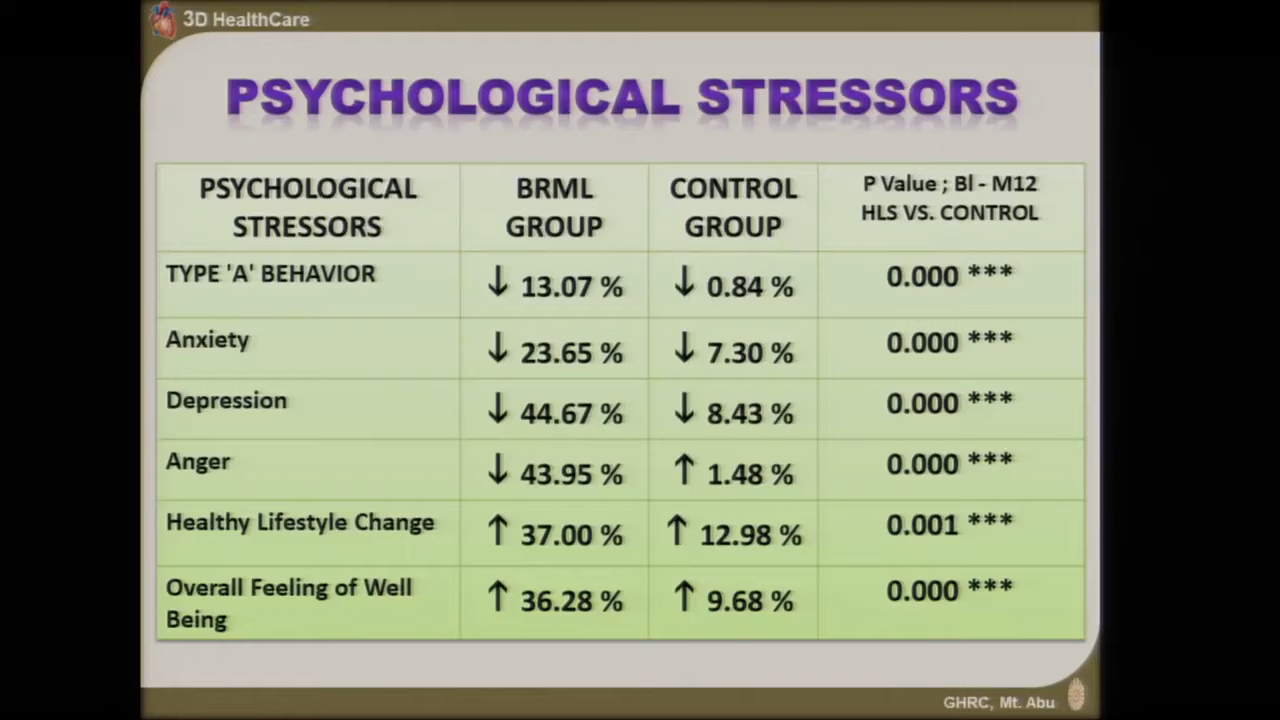 3D HealthCare
PSYCHOLOGICAL STRESSORS
PSYCHOLOGICAL STRESSORS BRML GROUP CONTROL GROUP P Value ; Bl - M12 HLS VS. CONTROL
TYPE 'A' BEHAVIOR ↓ 13.07 % ↓ 0.84 % 0.000 ***
Anxiety ↓ 23.65 % ↓ 7.30 % 0.000 ***
Depression ↓ 44.67 % ↓ 8.43 % 0.000 ***
Anger ↓ 43.95 % ↑ 1.48 % 0.000 ***
Healthy Lifestyle Change ↑ 37.00 % ↑ 12.98 % 0.001 ***
Overall Feeling of Well Being ↑ 36.28 % ↑ 9.68 % 0.000 ***
GHRC, Mt. Abu